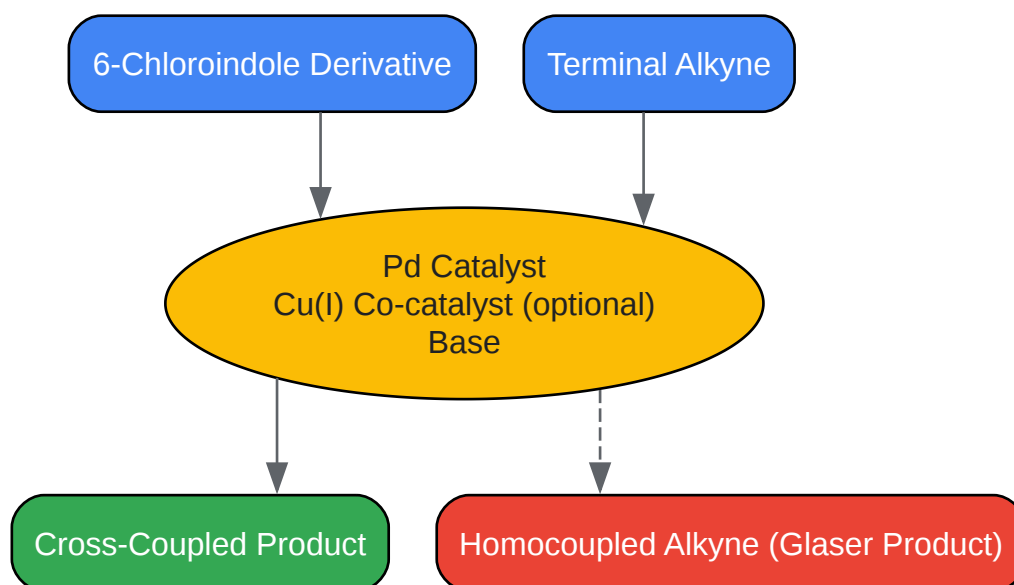 6-Chloroindole Derivative
Terminal Alkyne
Pd Catalyst
Cu(I) Co-catalyst (optional)
Base
Cross-Coupled Product
Homocoupled Alkyne (Glaser Product)